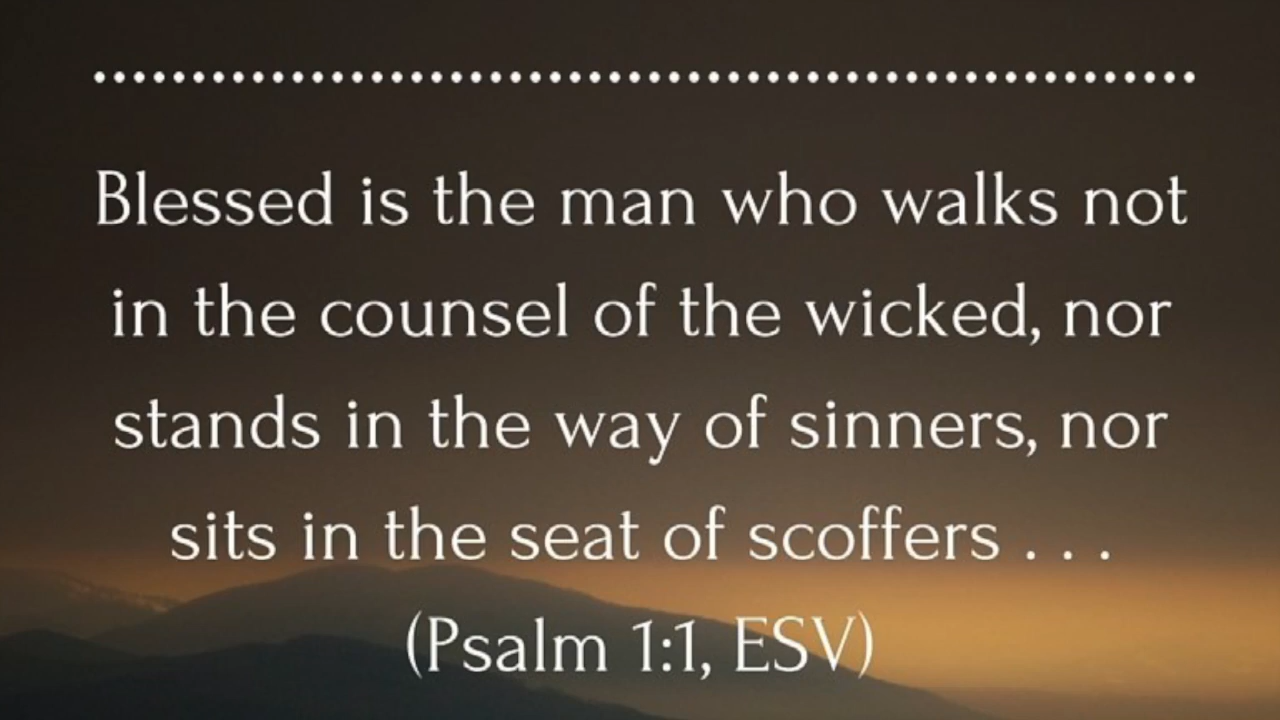 Blessed is the man who walks not
in the counsel of the wicked, nor
stands in the way of sinners, nor
sits in the seat of scoffers . . .
(Psalm 1:1, ESV)